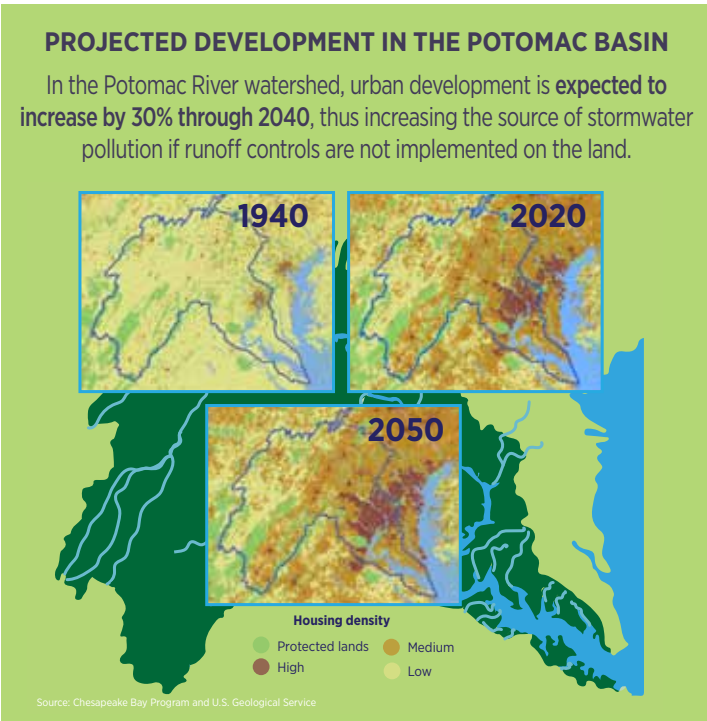 PROJECTED DEVELOPMENT IN THE POTOMAC BASIN
In the Potomac River watershed, urban development is expected to
increase by 30% through 2040, thus increasing the source of stormwater
pollution if runoff controls are not implemented on the land.
1940
2020
2050
Housing density
Protected lands
Medium
High
Low
Source: Chesapeake Bay Program and U.S. Geological Service